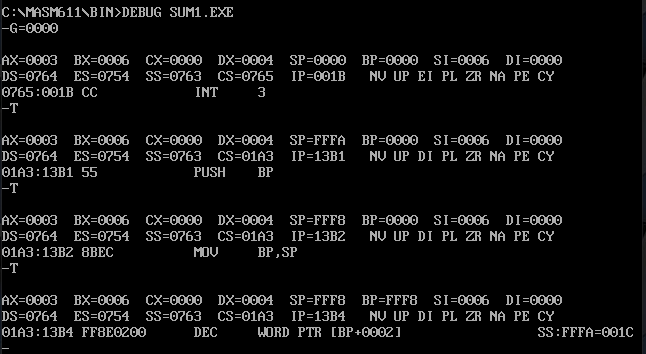 C:\MASM611\BIN>DEBUG SUM1.EXE
-G=0000
AX=0003 BX=0006 CX=0000 DX=0004 SP=0000 BP=0000 SI=0006 DI=0000
DS=0764 ES=0754 SS=0763 CS=0765 IP=001B NV UP EI PL ZR NA PE CY
0765:001B CC INT 3
-T
AX=0003 BX=0006 CX=0000 DX=0004 SP=FFFA BP=0000 SI=0006 DI=0000
DS=0764 ES=0754 SS=0763 CS=01A3 IP=13B1 NV UP DI PL ZR NA PE CY
01A3:13B1 55 PUSH BP
-T
AX=0003 BX=0006 CX=0000 DX=0004 SP=FFF8 BP=0000 SI=0006 DI=0000
DS=0764 ES=0754 SS=0763 CS=01A3 IP=13B2 NV UP DI PL ZR NA PE CY
01A3:13B2 8BEC MOV BP,SP
-T
AX=0003 BX=0006 CX=0000 DX=0004 SP=FFF8 BP=FFF8 SI=0006 DI=0000
DS=0764 ES=0754 SS=0763 CS=01A3 IP=13B4 NV UP DI PL ZR NA PE CY
01A3:13B4 FF8E0200 DEC WORD PTR [BP+0002] SS:FFFA=001C
-